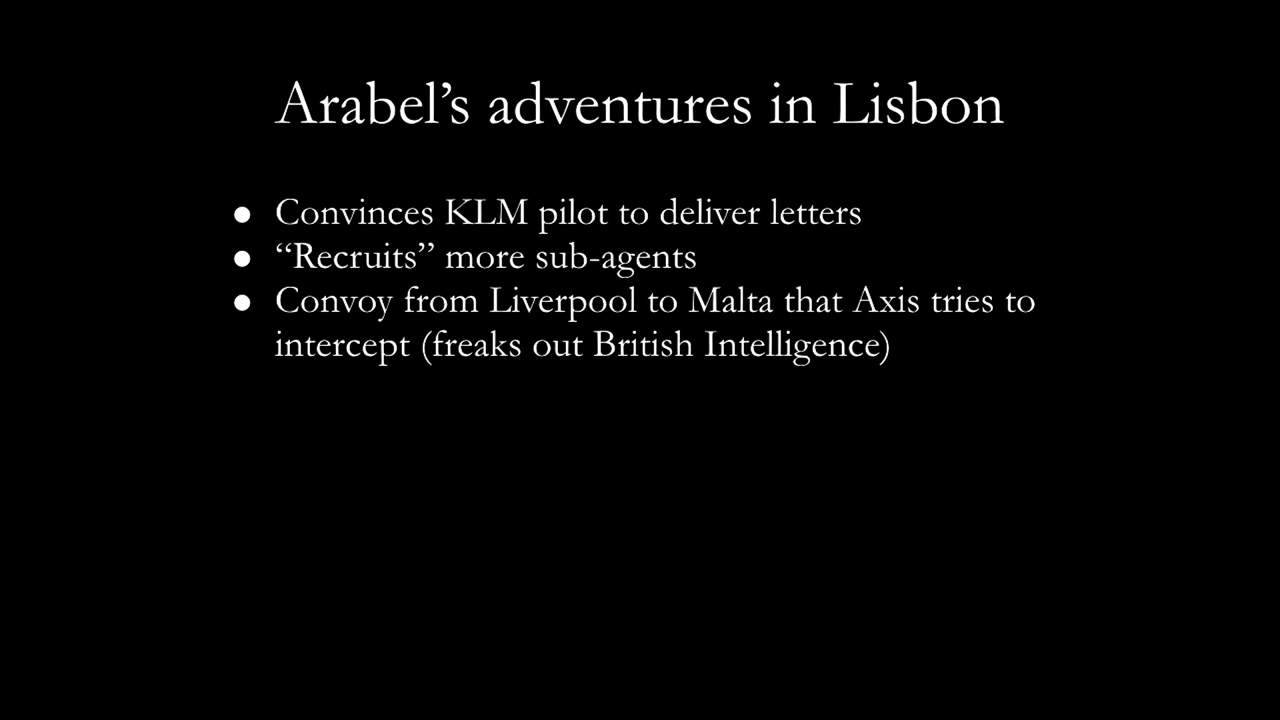 Arabel’s adventures in Lisbon
● Convinces KLM pilot to deliver letters
● “Recruits” more sub-agents
● Convoy from Liverpool to Malta that Axis tries to
intercept (freaks out British Intelligence)